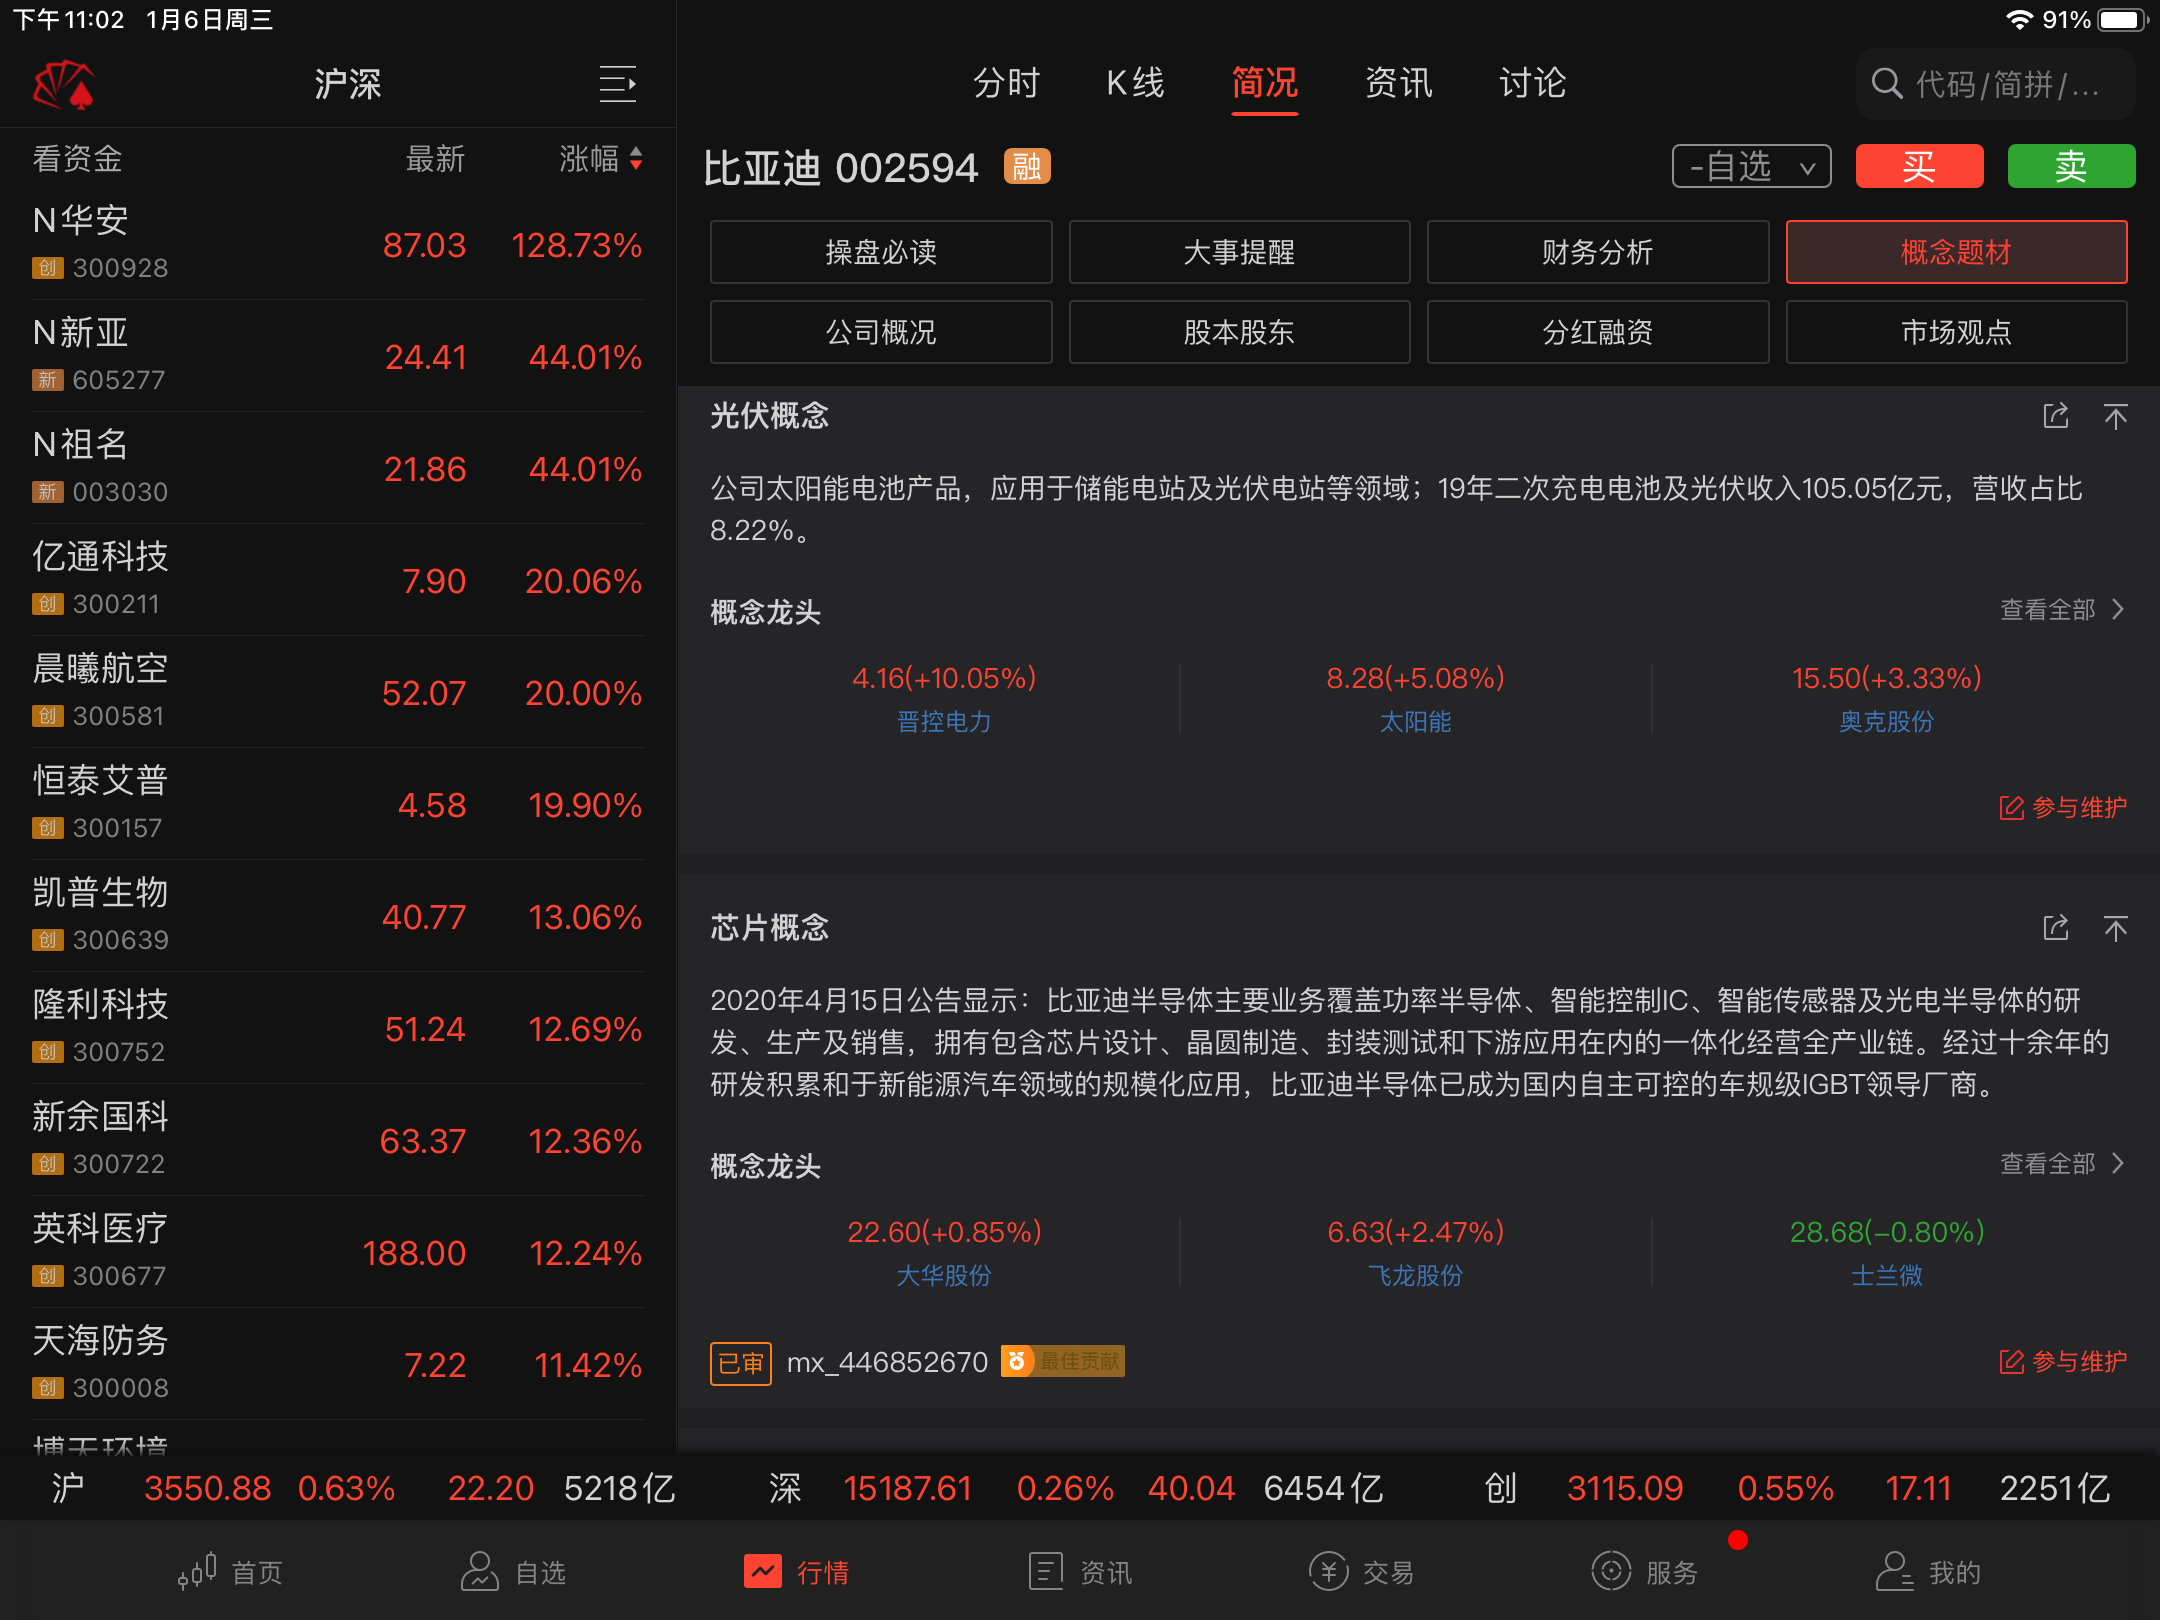 下午11:02 1月6日周三
91%
沪深
看资金 最新 涨幅
N华安 87.03 128.73%
创 300928
N新亚 24.41 44.01%
新 605277
N祖名 21.86 44.01%
新 003030
亿通科技 7.90 20.06%
创 300211
晨曦航空 52.07 20.00%
创 300581
恒泰艾普 4.58 19.90%
创 300157
凯普生物 40.77 13.06%
创 300639
隆利科技 51.24 12.69%
创 300752
新余国科 63.37 12.36%
创 300722
英科医疗 188.00 12.24%
创 300677
天海防务 7.22 11.42%
创 300008
博天环境
分时 K线 简况 资讯 讨论
代码/简拼/...
比亚迪 002594 融
-自选 买 卖
操盘必读 大事提醒 财务分析 概念题材
公司概况 股本股东 分红融资 市场观点
光伏概念
公司太阳能电池产品，应用于储能电站及光伏电站等领域；19年二次充电电池及光伏收入105.05亿元，营收占比
8.22%。
概念龙头 查看全部
4.16(+10.05%) 8.28(+5.08%) 15.50(+3.33%)
晋控电力 太阳能 奥克股份
参与维护
芯片概念
2020年4月15日公告显示：比亚迪半导体主要业务覆盖功率半导体、智能控制IC、智能传感器及光电半导体的研
发、生产及销售，拥有包含芯片设计、晶圆制造、封装测试和下游应用在内的一体化经营全产业链。经过十余年的
研发积累和于新能源汽车领域的规模化应用，比亚迪半导体已成为国内自主可控的车规级IGBT领导厂商。
概念龙头 查看全部
22.60(+0.85%) 6.63(+2.47%) 28.68(-0.80%)
大华股份 飞龙股份 士兰微
已审 mx_446852670 最佳贡献 参与维护
沪 3550.88 0.63% 22.20 5218亿 深 15187.61 0.26% 40.04 6454亿 创 3115.09 0.55% 17.11 2251亿
首页 自选 行情 资讯 交易 服务 我的